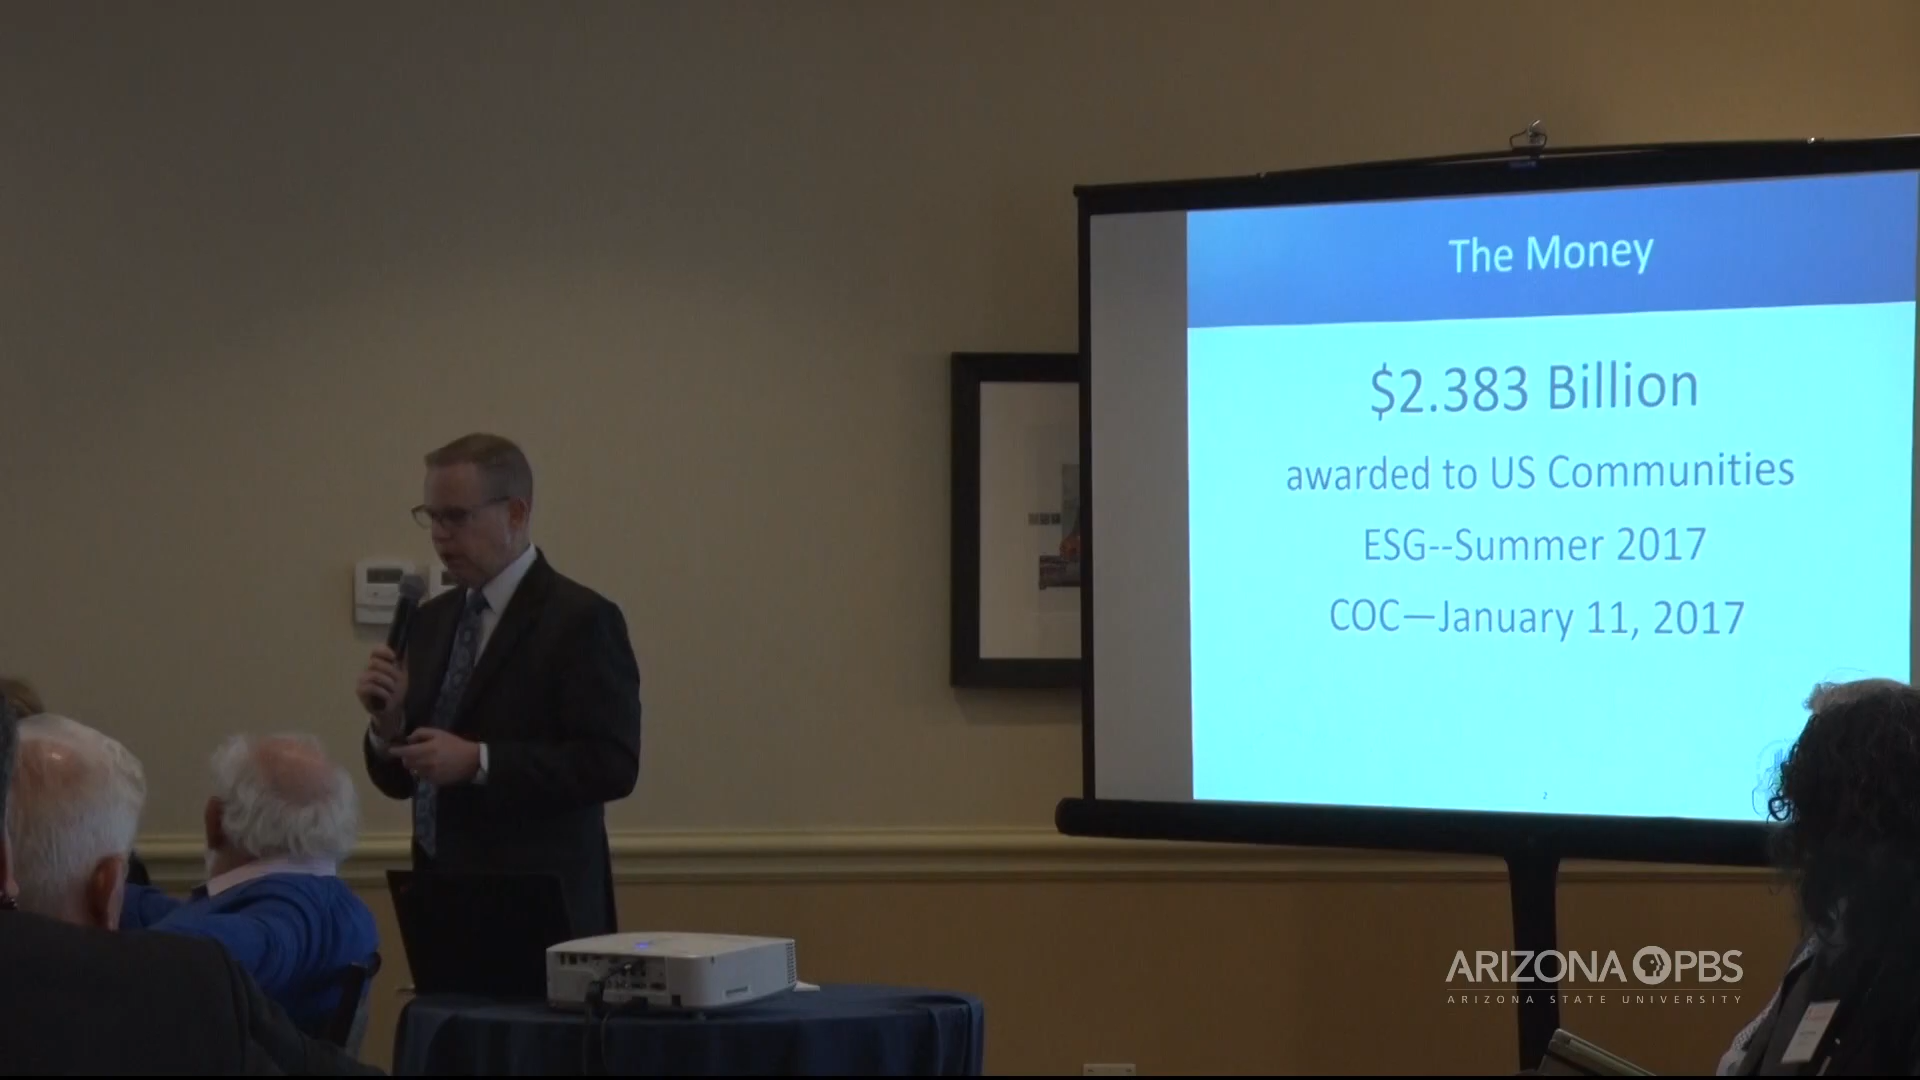 The Money
$2.383 Billion
awarded to US Communities
ESG--Summer 2017
COC—January 11, 2017
2
ARIZONA PBS
ARIZONA STATE UNIVERSITY